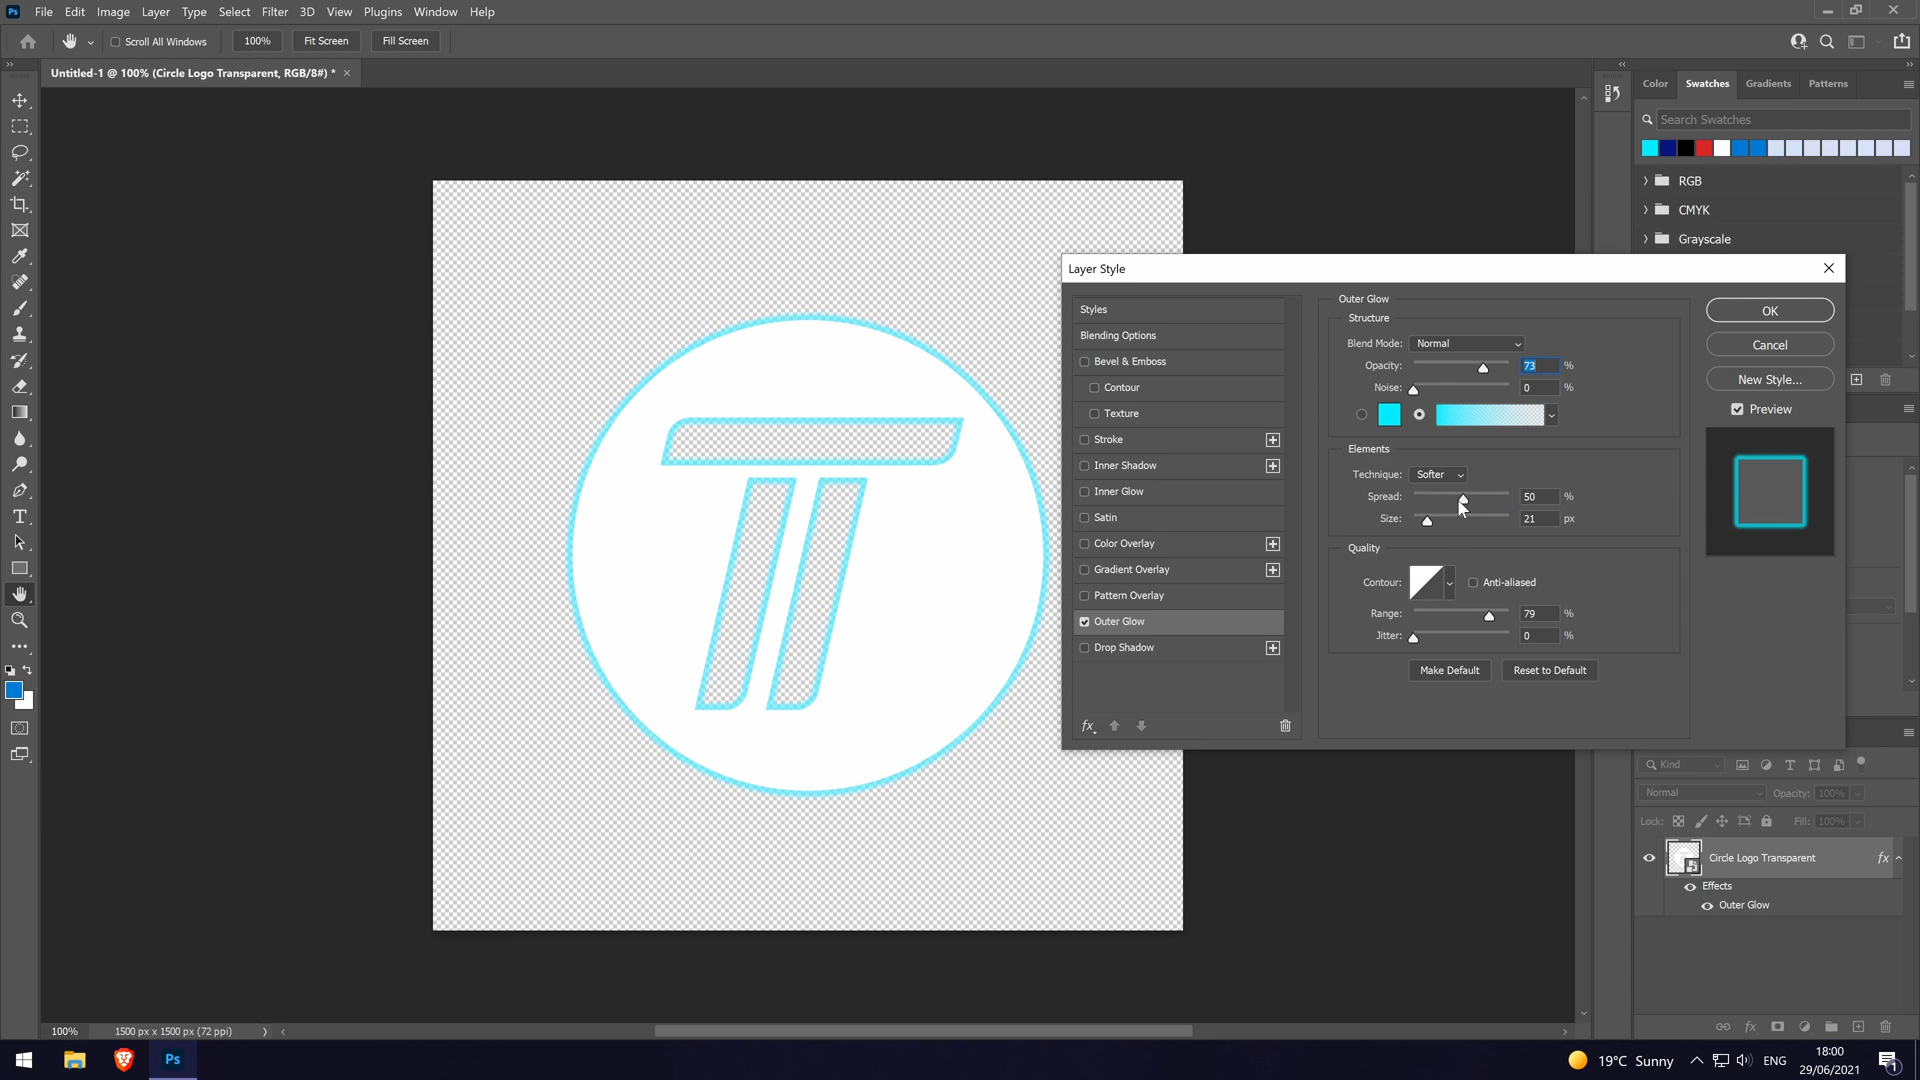 Ps File Edit Image Layer Type Select Filter 3D View Plugins Window Help
Scroll All Windows 100% Fit Screen Fill Screen
Untitled-1 @ 100% (Circle Logo Transparent, RGB/8#) *
Color Swatches Gradients Patterns
Search Swatches
RGB
CMYK
Grayscale
Layer Style
Styles
Blending Options
Bevel & Emboss
Contour
Texture
Stroke
Inner Shadow
Inner Glow
Satin
Color Overlay
Gradient Overlay
Pattern Overlay
Outer Glow
Drop Shadow
fx
Outer Glow
Structure
Blend Mode: Normal
Opacity: 73 %
Noise: 0 %
Elements
Technique: Softer
Spread: 50 %
Size: 21 px
Quality
Contour: Anti-aliased
Range: 79 %
Jitter: 0 %
Make Default Reset to Default
OK
Cancel
New Style...
Preview
Kind
Normal Opacity: 100%
Lock: Fill: 100%
Circle Logo Transparent fx
Effects
Outer Glow
fx
100% 1500 px x 1500 px (72 ppi)
Ps
19°C Sunny ENG
18:00
29/06/2021
1